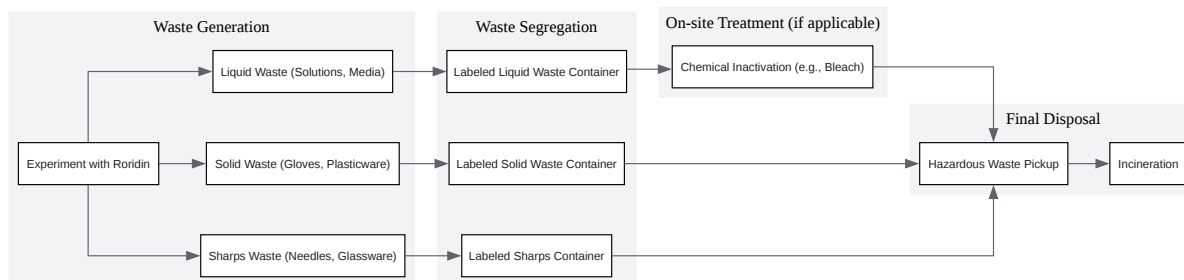 Waste Generation
Waste Segregation
On-site Treatment (if applicable)
Liquid Waste (Solutions, Media)
Labeled Liquid Waste Container
Chemical Inactivation (e.g., Bleach)
Final Disposal
Experiment with Roridin
Solid Waste (Gloves, Plasticware)
Labeled Solid Waste Container
Hazardous Waste Pickup
Incineration
Sharps Waste (Needles, Glassware)
Labeled Sharps Container